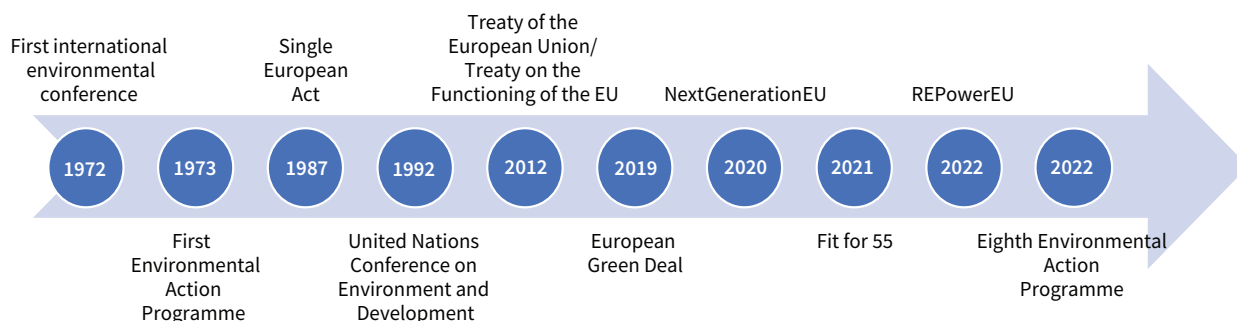 First international
environmental
conference
Single
European
Act
Treaty of the
European Union/
Treaty on the
Functioning of the EU
NextGenerationEU
REPowerEU
1972
1973
1987
1992
2012
2019
2020
2021
2022
2022
First
Environmental
Action
Programme
United Nations
Conference on
Environment and
Development
European
Green Deal
Fit for 55
Eighth Environmental
Action
Programme